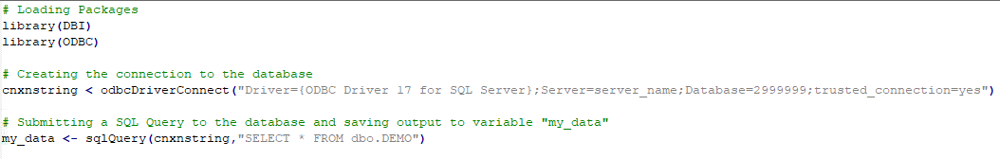 # Loading Packages
library(DBI)
library(ODBC)
# Creating the connection to the database
cnxnstring < odbcDriverConnect("Driver={ODBC Driver 17 for SQL Server};Server=server_name;Database=2999999;trusted_connection=yes")
# Submitting a SQL Query to the database and saving output to variable "my_data"
my_data <- sqlQuery(cnxnstring,"SELECT * FROM dbo.DEMO")